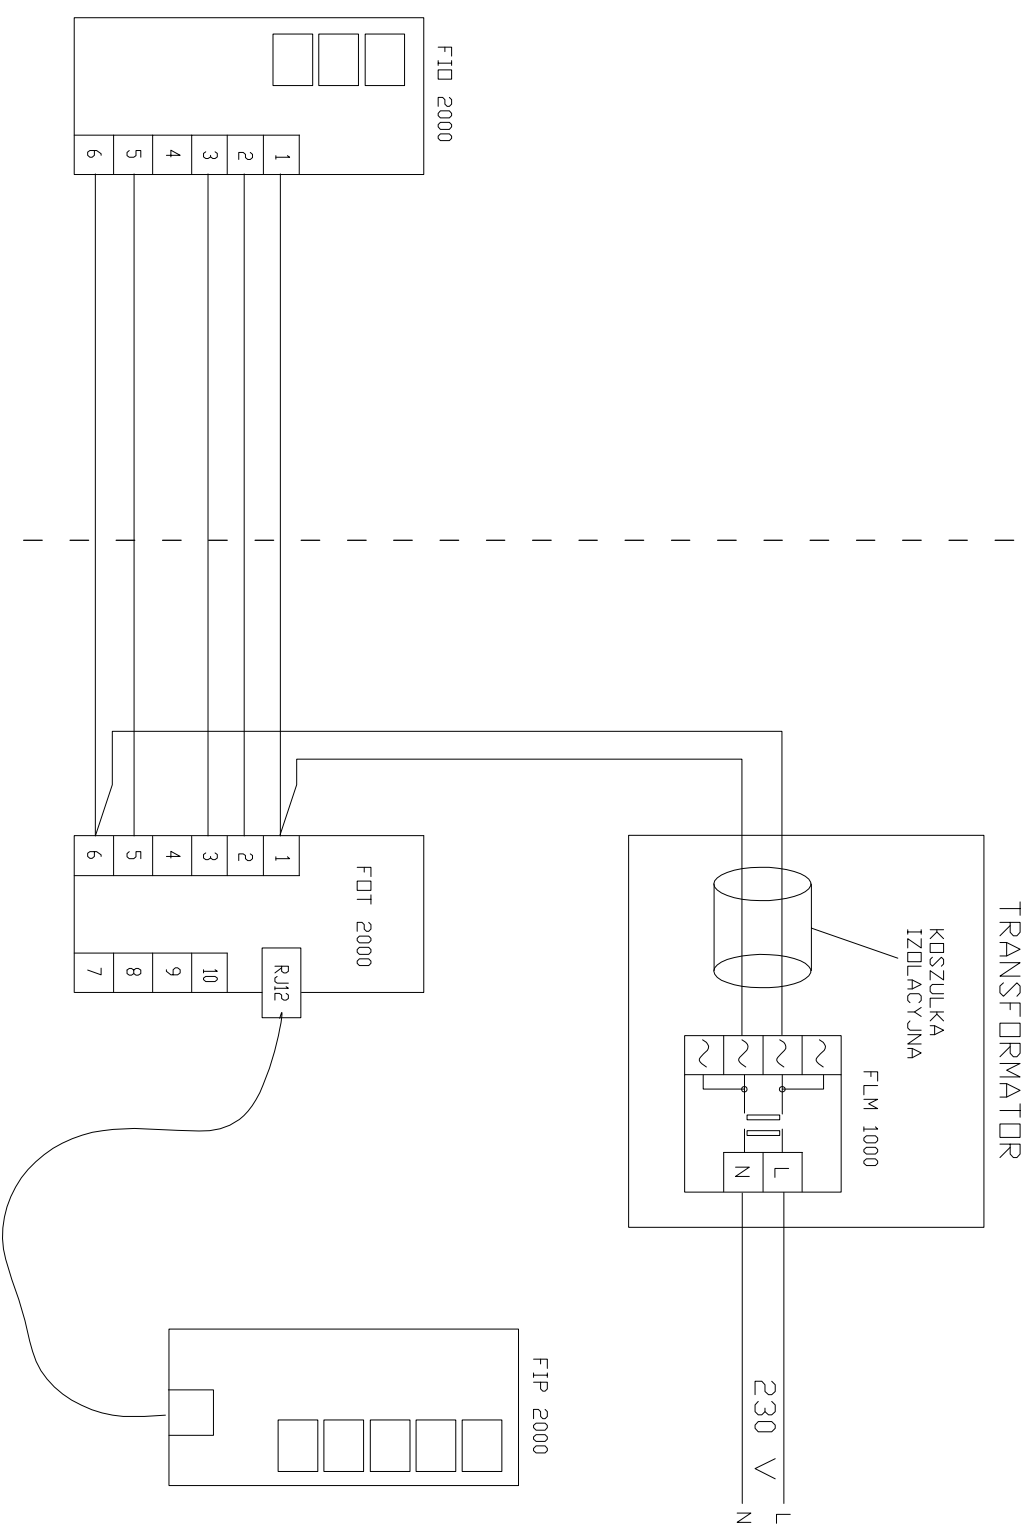 TRANSFORMATOR
KOSZULKA
IZOLACYJNA
FLM 1000
~ ~ ~ ~
L
N
230 V
L
N
FIO 2000
1 2 3 4 5 6
FOT 2000
1 2 3 4 5 6
RJ12
10 9 8 7
FIP 2000